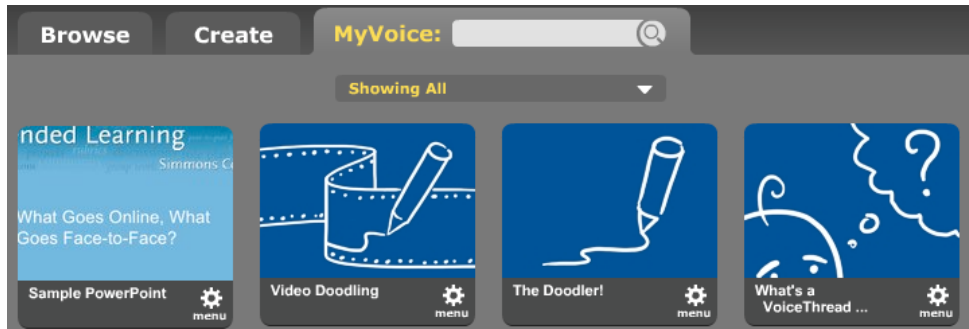 Browse Create MyVoice:
Showing All
nded Learning
Simmons Co
What Goes Online, What
Goes Face-to-Face?
Sample PowerPoint
menu
Video Doodling
menu
The Doodler!
menu
?
What's a
VoiceThread ...
menu